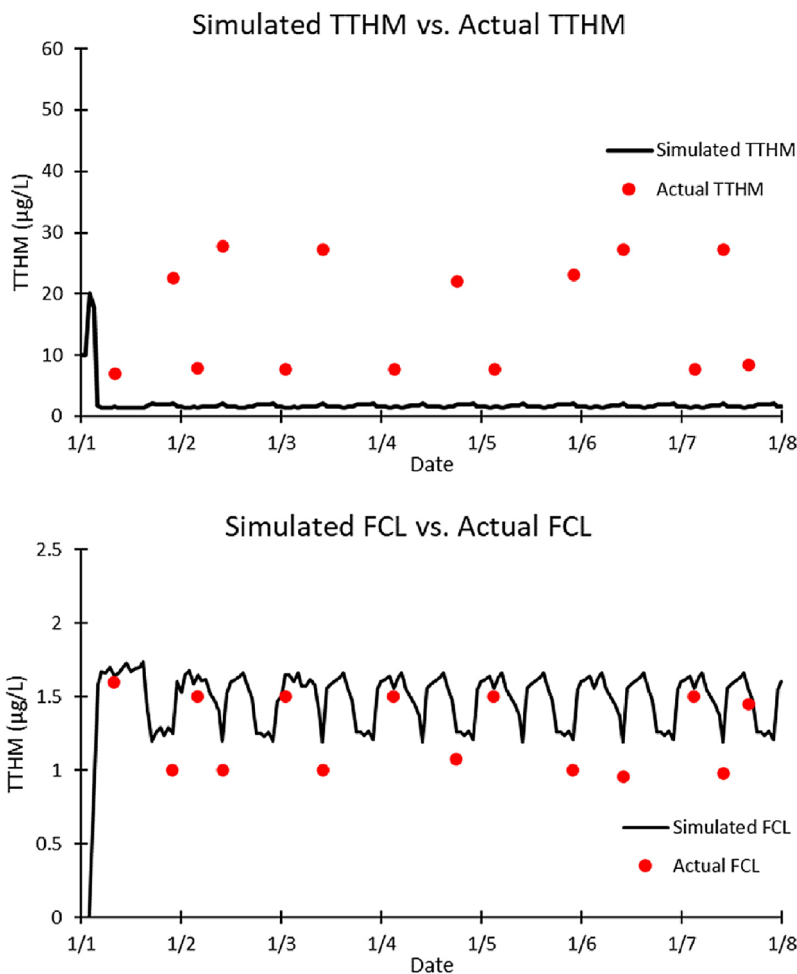 Simulated TTHM vs. Actual TTHM
60
50
40
30
20
10
0
TTHM (µg/L)
Simulated TTHM
Actual TTHM
1/1 1/2 1/3 1/4 1/5 1/6 1/7 1/8
Date
Simulated FCL vs. Actual FCL
2.5
2
1.5
1
0.5
0
TTHM (µg/L)
Simulated FCL
Actual FCL
1/1 1/2 1/3 1/4 1/5 1/6 1/7 1/8
Date